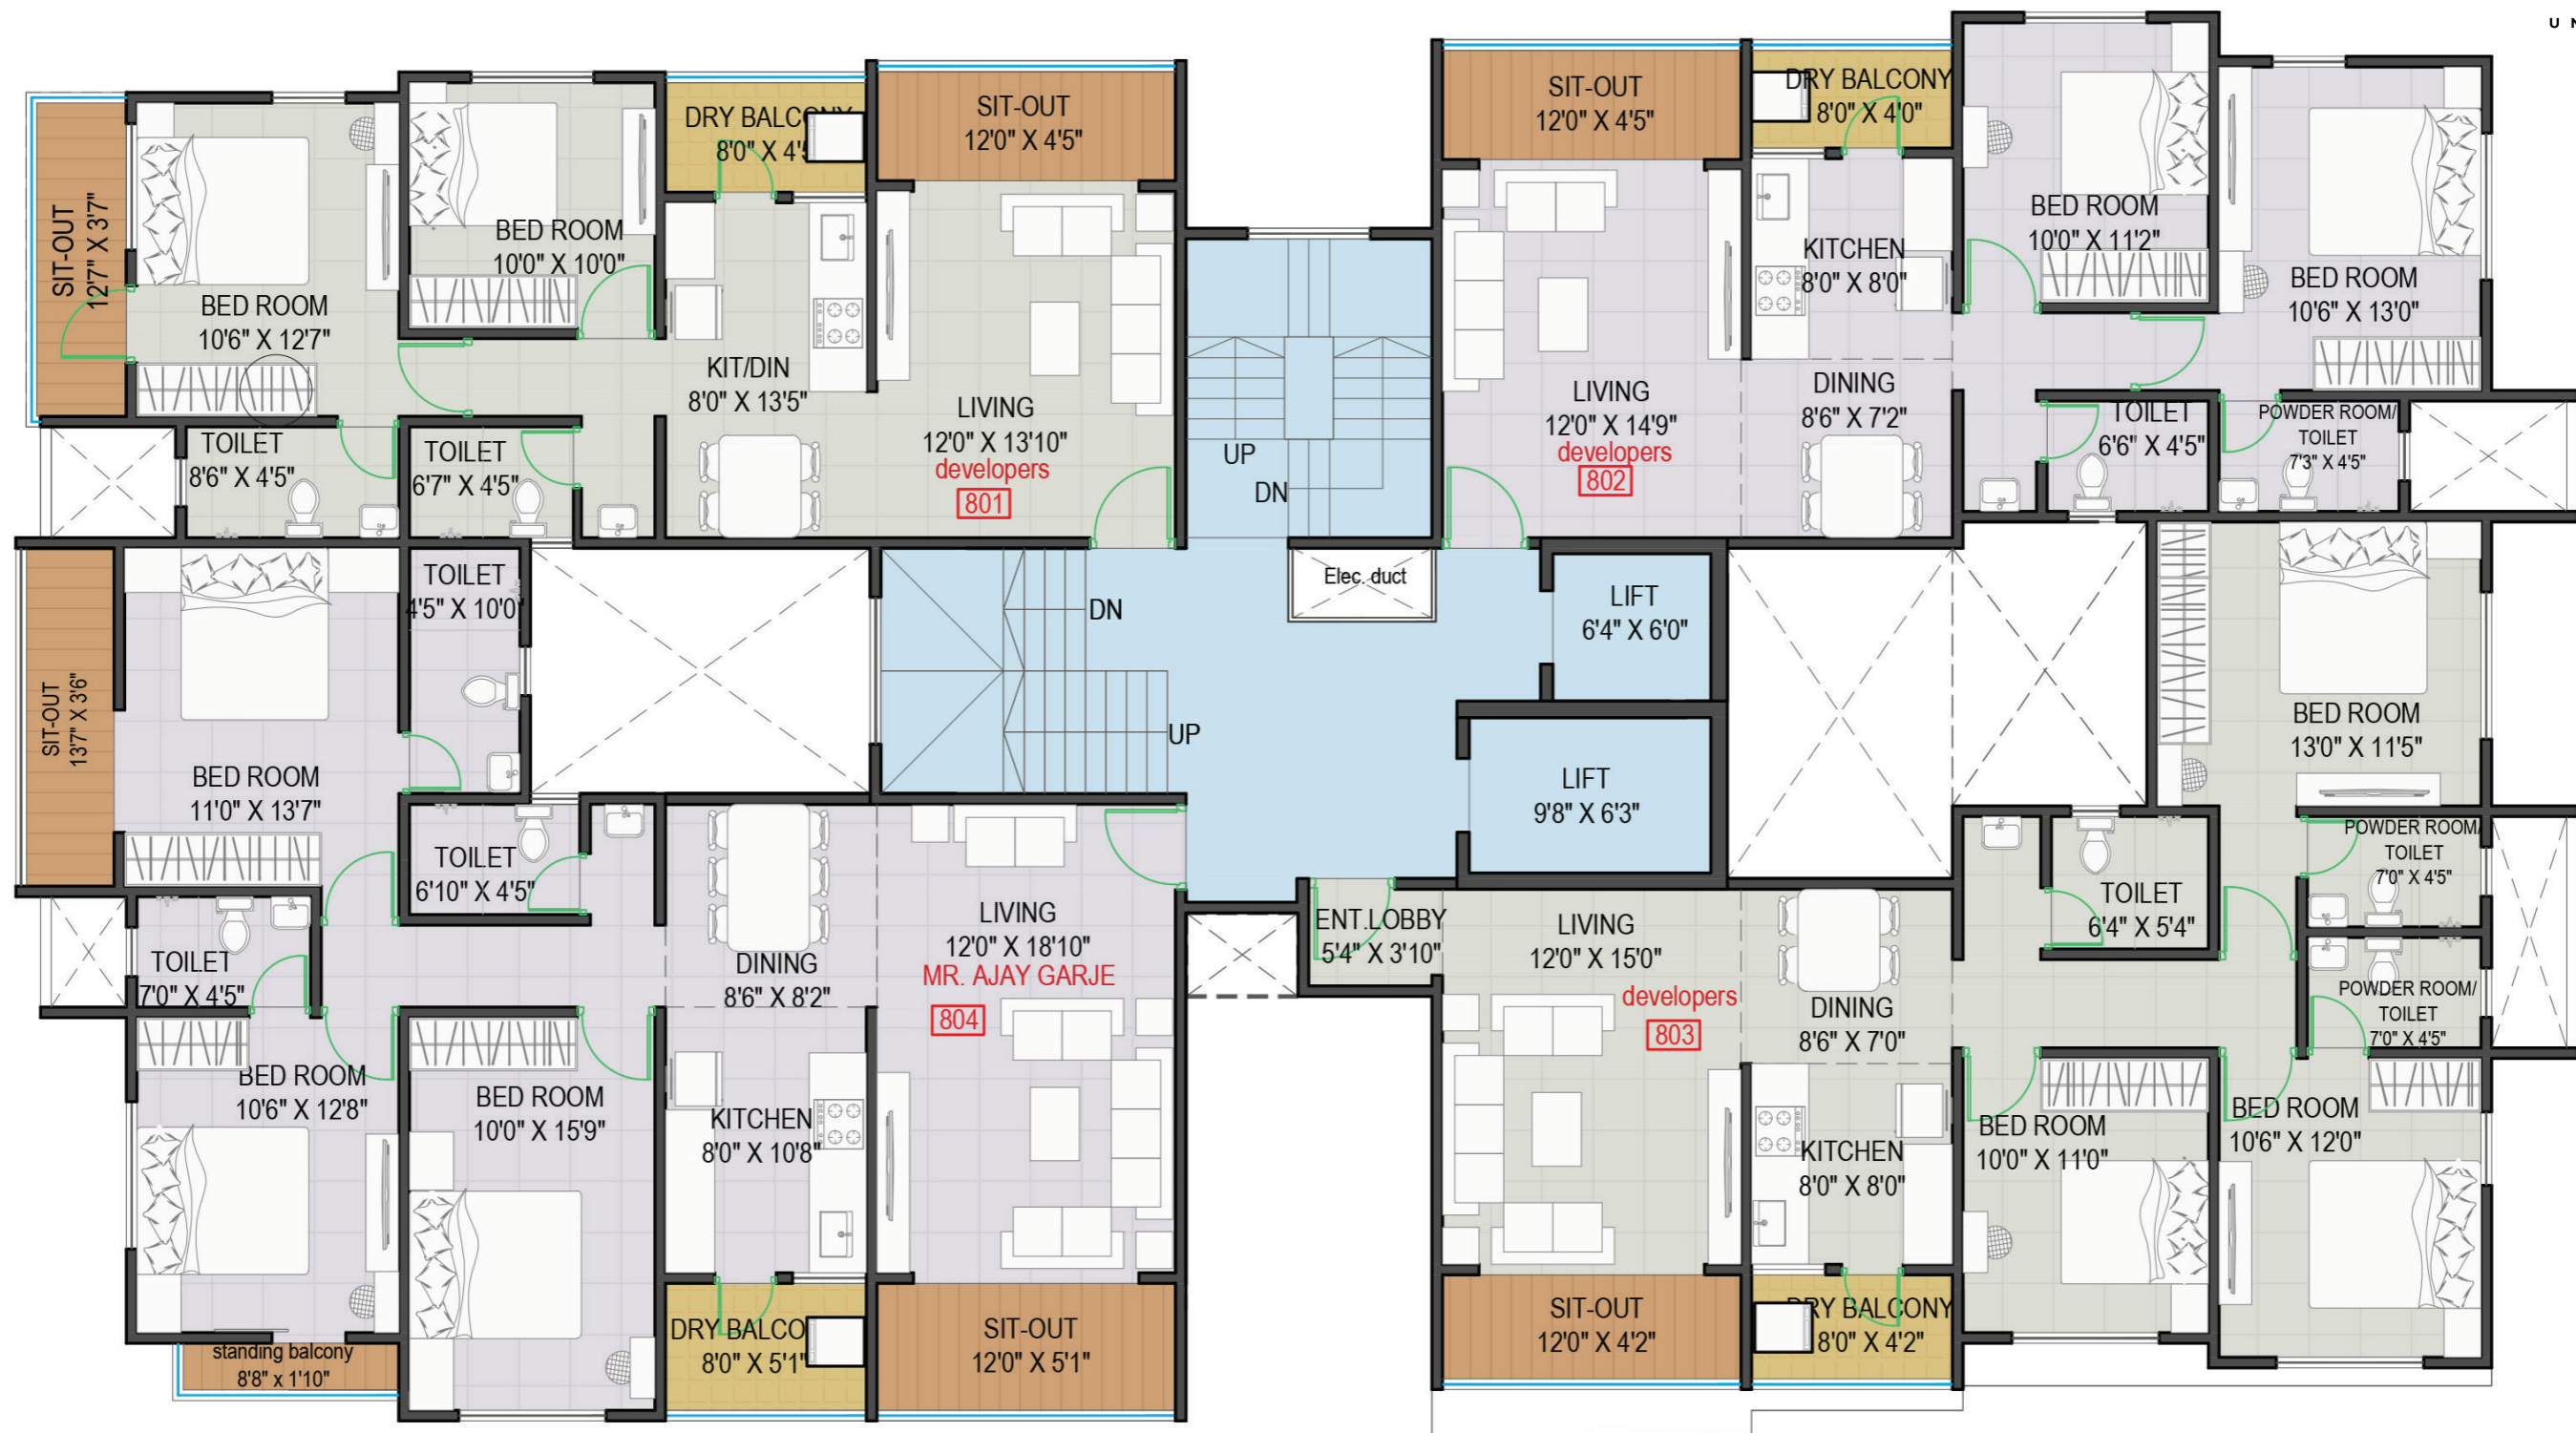 U N
SIT-OUT
12'7" X 3'7"
BED ROOM
10'6" X 12'7"
BED ROOM
10'0" X 10'0"
DRY BALCONY
8'0" X 4'
SIT-OUT
12'0" X 4'5"
KIT/DIN
8'0" X 13'5"
LIVING
12'0" X 13'10"
developers
801
TOILET
8'6" X 4'5"
TOILET
6'7" X 4'5"
UP
DN
SIT-OUT
12'0" X 4'5"
DRY BALCONY
8'0" X 4'0"
BED ROOM
10'0" X 11'2"
BED ROOM
10'6" X 13'0"
KITCHEN
8'0" X 8'0"
LIVING
12'0" X 14'9"
developers
802
DINING
8'6" X 7'2"
TOILET
6'6" X 4'5"
POWDER ROOM/
TOILET
7'3" X 4'5"
SIT-OUT
13'7" X 3'6"
BED ROOM
11'0" X 13'7"
TOILET
4'5" X 10'0"
DN
UP
Elec. duct
LIFT
6'4" X 6'0"
LIFT
9'8" X 6'3"
BED ROOM
13'0" X 11'5"
TOILET
6'10" X 4'5"
TOILET
7'0" X 4'5"
DINING
8'6" X 8'2"
LIVING
12'0" X 18'10"
MR. AJAY GARJE
804
BED ROOM
10'6" X 12'8"
BED ROOM
10'0" X 15'9"
KITCHEN
8'0" X 10'8"
standing balcony
8'8" x 1'10"
DRY BALCO
8'0" X 5'1"
SIT-OUT
12'0" X 5'1"
ENT.LOBBY
5'4" X 3'10"
LIVING
12'0" X 15'0"
developers
803
DINING
8'6" X 7'0"
TOILET
6'4" X 5'4"
POWDER ROOM/
TOILET
7'0" X 4'5"
POWDER ROOM/
TOILET
7'0" X 4'5"
KITCHEN
8'0" X 8'0"
BED ROOM
10'0" X 11'0"
BED ROOM
10'6" X 12'0"
SIT-OUT
12'0" X 4'2"
DRY BALCONY
8'0" X 4'2"